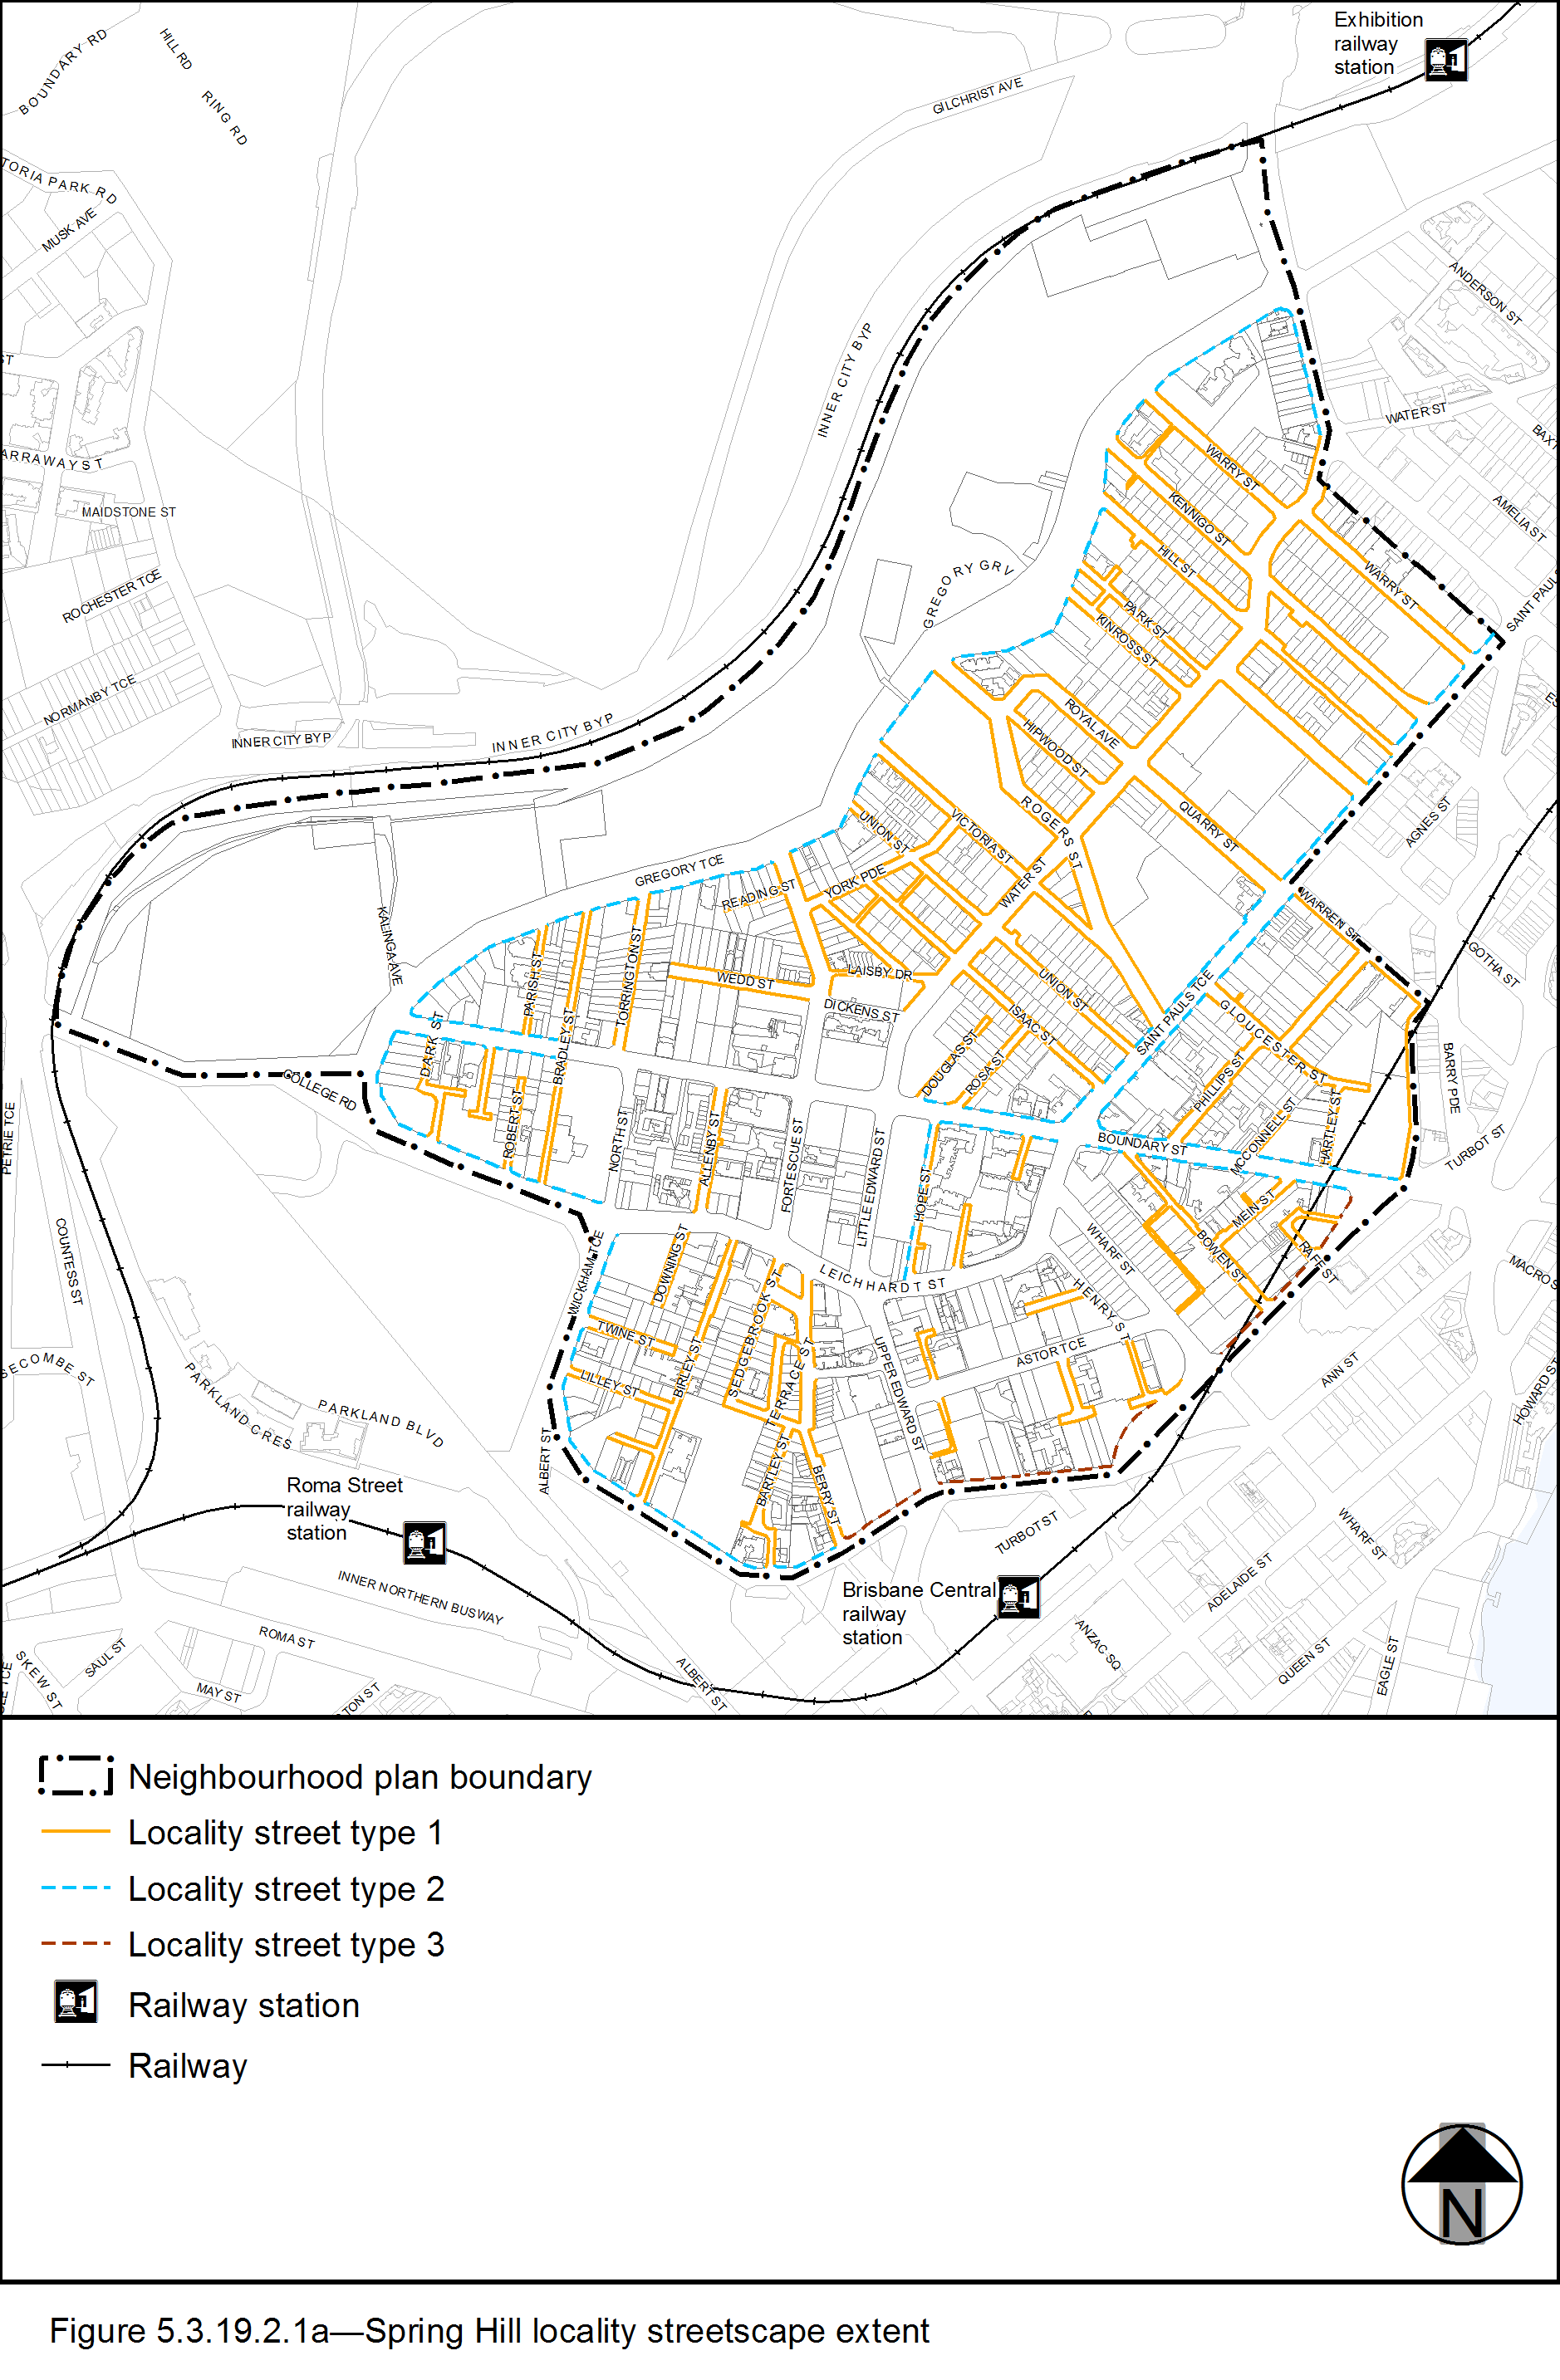 Exhibition
railway
station
BOUNDARY RD
HILL RD
RING RD
GILCHRIST AVE
TORIA PARK RD
MUSK AVE
ANDERSON ST
INNER CITY BYP
WATER ST
ST
ARRAWAY ST
MAIDSTONE ST
WARRY ST
KENNIGO ST
AMELIA ST
HILL ST
GREGORY GRV
WARRY ST
ROCHESTER TCE
PARK ST
KINROSS ST
NORMANBY TCE
INNER CITY BYP
INNER CITY BYP
ROYAL AVE
HIPWOOD ST
ROGERS ST
QUARRY ST
AGNES ST
UNION ST
VICTORIA ST
WATER ST
GREGORY TCE
READING ST
YORK PDE
WARREN ST
KALINGA AVE
PARISH ST
TORRINGTON ST
WEDD ST
LAISBY DR
DICKENS ST
UNION ST
ISAAC ST
SAINT PAULS TCE
GLOUCESTER ST
GOTHA ST
DARK ST
BRADLEY ST
DOUGLAS ST
ROSA ST
PHILLIPS ST
BARRY PDE
COLLEGE RD
ROBERT ST
NORTH ST
ALLENBY ST
FORTESCUE ST
LITTLE EDWARD ST
HOPE ST
BOUNDARY ST
MCCONNELL ST
HARTLEY ST
TURBOT ST
PETRIE TCE
COUNTESS ST
WICKHAM TCE
DOWNING ST
MEIN ST
BOWEN ST
RAFF ST
WHARF ST
HENRY ST
LEICHHARDT ST
TWINE ST
LILLEY ST
BIRLEY ST
SEDGEBROOK ST
TERRACE ST
UPPER EDWARD ST
ASTOR TCE
ANN ST
SECOMBE ST
PARKLAND CRES
PARKLAND BLVD
HOWARD ST
ALBERT ST
BARTLEY ST
BERRY ST
Roma Street
railway
station
TURBOT ST
WHARF ST
ADELAIDE ST
INNER NORTHERN BUSWAY
Brisbane Central
railway
station
ROMA ST
ANZAC SQ
QUEEN ST
EAGLE ST
SKEW ST
SAUL ST
MAY ST
TON ST
ALBERT ST
Neighbourhood plan boundary
Locality street type 1
Locality street type 2
Locality street type 3
Railway station
Railway
N
Figure 5.3.19.2.1a—Spring Hill locality streetscape extent